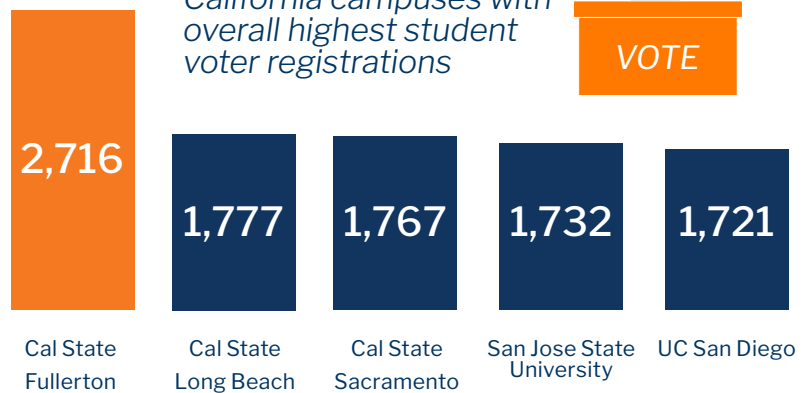 California campuses with
overall highest student
voter registrations
VOTE
2,716
1,777
1,767
1,732
1,721
Cal State
Fullerton
Cal State
Long Beach
Cal State
Sacramento
San Jose State
University
UC San Diego